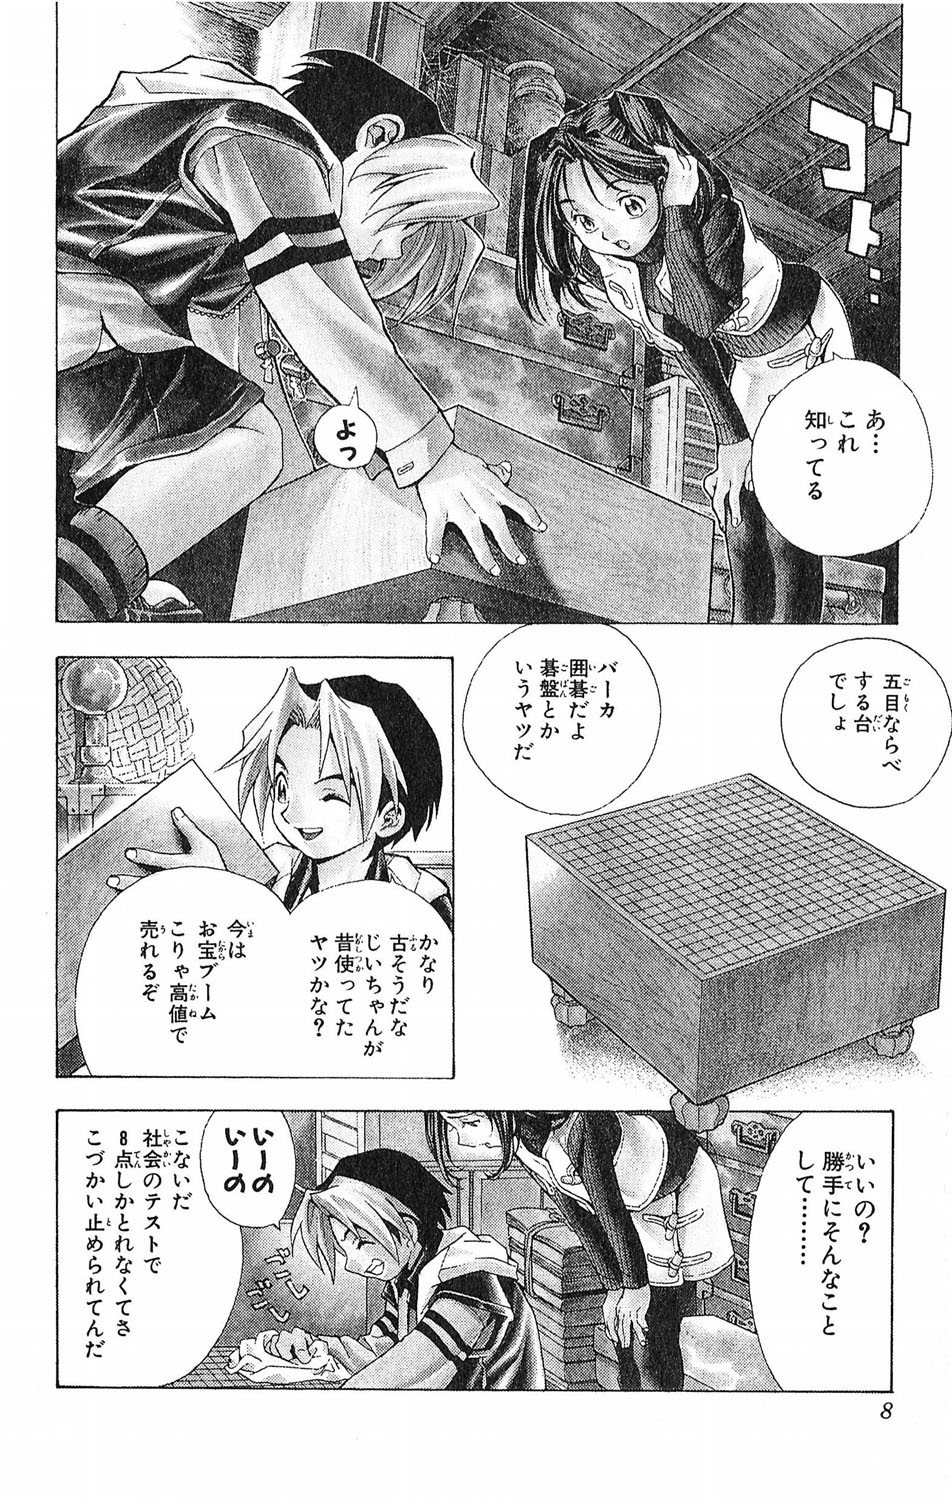 ゴト…
あ…
これ
知ってる
よっ
五目ならべ
する台
でしょ
バーカ
囲碁だよ
碁盤とか
いうヤツだ
かなり
古そうだな
じいちゃんが
昔使ってた
ヤツかな？
今は
お宝ブーム
こりゃ高値で
売れるぞ
いいの？
勝手にそんなこと
して………
いーの
いーの
ゴシ
ゴシ
こないだ
社会のテストで
8点しかとれなくてさ
こづかい止められてんだ
8